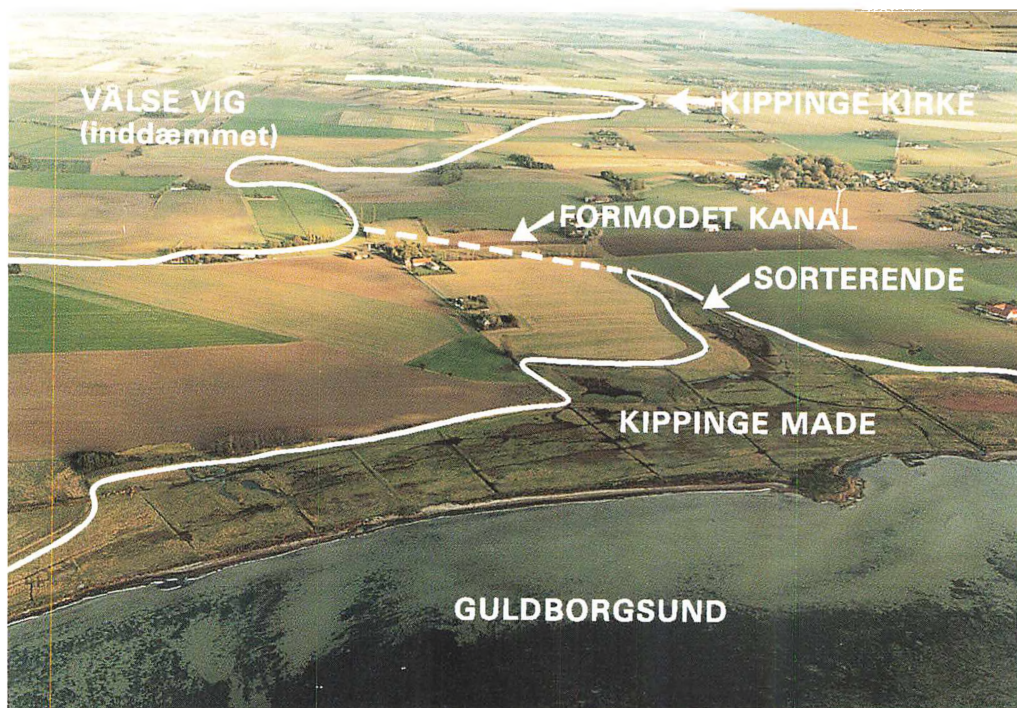 VÅLSE VIG
(inddæmmet)
KIPPINGE KIRKE
FORMODET KANAL
SORTERENDE
KIPPINGE MADE
GULDBORGSUND